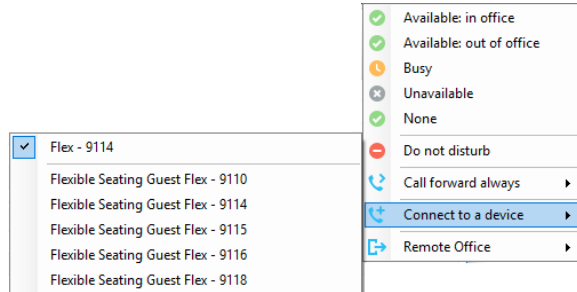 Available: in office
Available: out of office
Busy
Unavailable
None
Do not disturb
Call forward always
Connect to a device
Remote Office
Flex - 9114
Flexible Seating Guest Flex - 9110
Flexible Seating Guest Flex - 9114
Flexible Seating Guest Flex - 9115
Flexible Seating Guest Flex - 9116
Flexible Seating Guest Flex - 9118